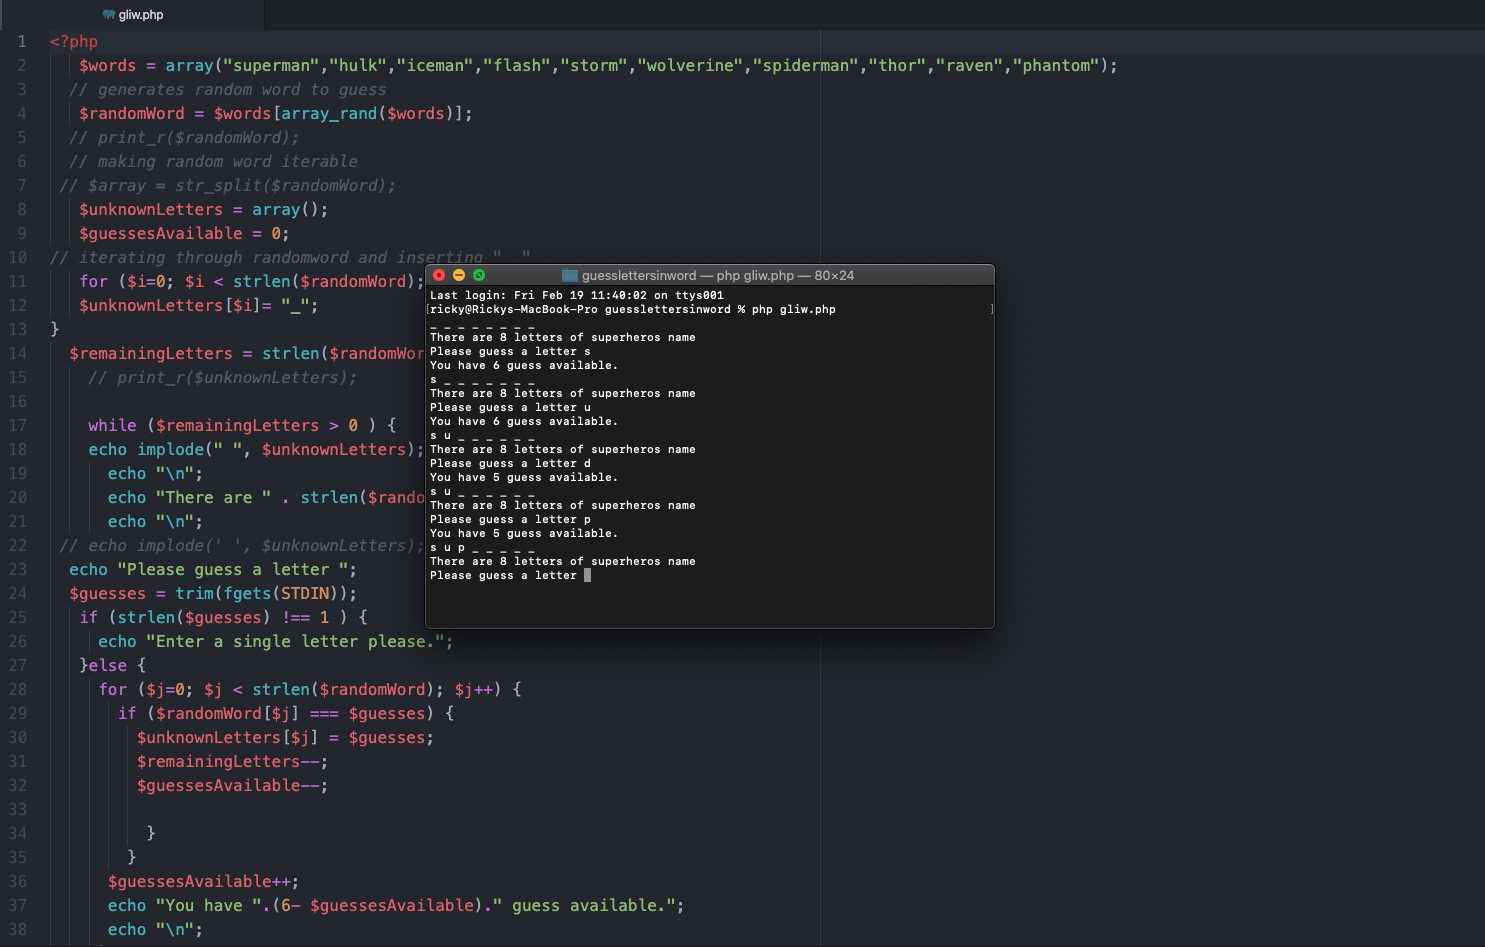 gliw.php
1 <?php
2 $words = array("superman","hulk","iceman","flash","storm","wolverine","spiderman","thor","raven","phantom");
3 // generates random word to guess
4 $randomWord = $words[array_rand($words)];
5 // print_r($randomWord);
6 // making random word iterable
7 // $array = str_split($randomWord);
8 $unknownLetters = array();
9 $guessesAvailable = 0;
10 // iterating through randomword and inserting "_ "
11 for ($i=0; $i < strlen($randomWord);
12 $unknownLetters[$i]= "_";
13 }
14 $remainingLetters = strlen($randomWor
15 // print_r($unknownLetters);
16
17 while ($remainingLetters > 0 ) {
18 echo implode(" ", $unknownLetters);
19 echo "\n";
20 echo "There are " . strlen($rando
21 echo "\n";
22 // echo implode(' ', $unknownLetters);
23 echo "Please guess a letter ";
24 $guesses = trim(fgets(STDIN));
25 if (strlen($guesses) !== 1 ) {
26 echo "Enter a single letter please.";
27 }else {
28 for ($j=0; $j < strlen($randomWord); $j++) {
29 if ($randomWord[$j] === $guesses) {
30 $unknownLetters[$j] = $guesses;
31 $remainingLetters--;
32 $guessesAvailable--;
33
34 }
35 }
36 $guessesAvailable++;
37 echo "You have ".(6- $guessesAvailable)." guess available.";
38 echo "\n";
guesslettersinword — php gliw.php — 80×24
Last login: Fri Feb 19 11:40:02 on ttys001
[ricky@Rickys-MacBook-Pro guesslettersinword % php gliw.php ]
_ _ _ _ _ _ _ _
There are 8 letters of superheros name
Please guess a letter s
You have 6 guess available.
s _ _ _ _ _ _ _
There are 8 letters of superheros name
Please guess a letter u
You have 6 guess available.
s u _ _ _ _ _ _
There are 8 letters of superheros name
Please guess a letter d
You have 5 guess available.
s u _ _ _ _ _ _
There are 8 letters of superheros name
Please guess a letter p
You have 5 guess available.
s u p _ _ _ _ _
There are 8 letters of superheros name
Please guess a letter